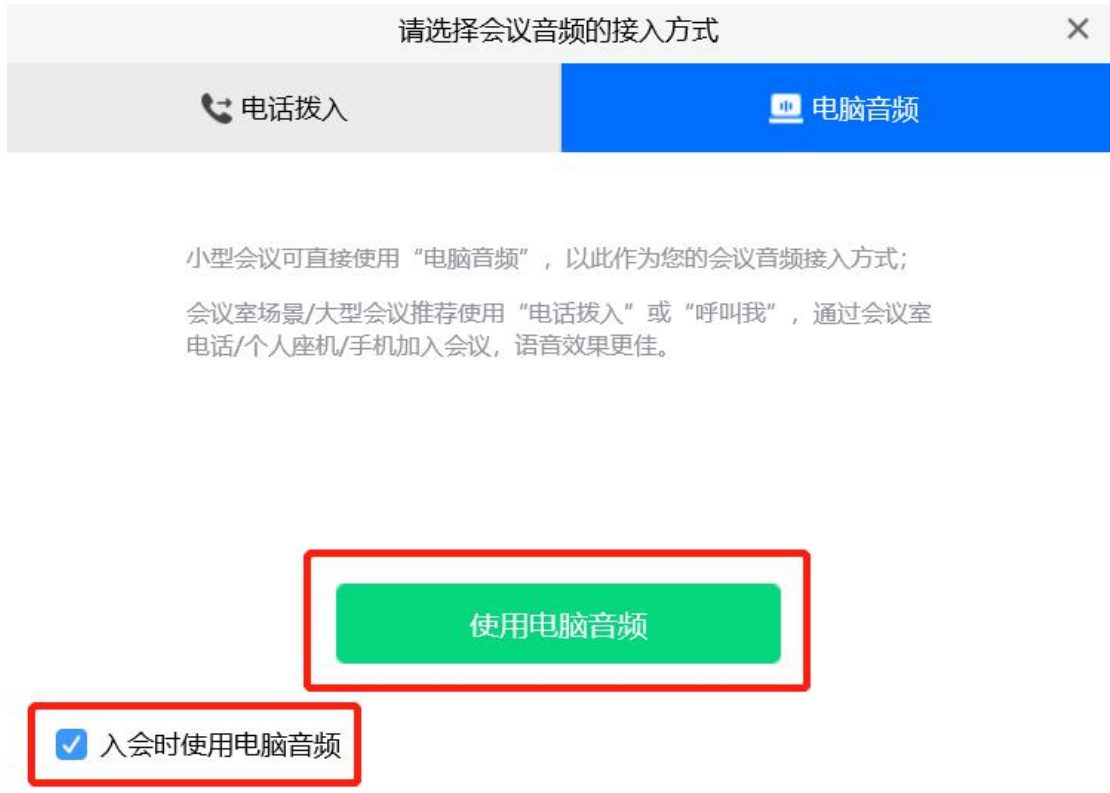 请选择会议音频的接入方式
电话拨入
电脑音频
小型会议可直接使用“电脑音频”，以此作为您的会议音频接入方式；
会议室场景/大型会议推荐使用“电话拨入”或“呼叫我”，通过会议室
电话/个人座机/手机加入会议，语音效果更佳。
使用电脑音频
入会时使用电脑音频